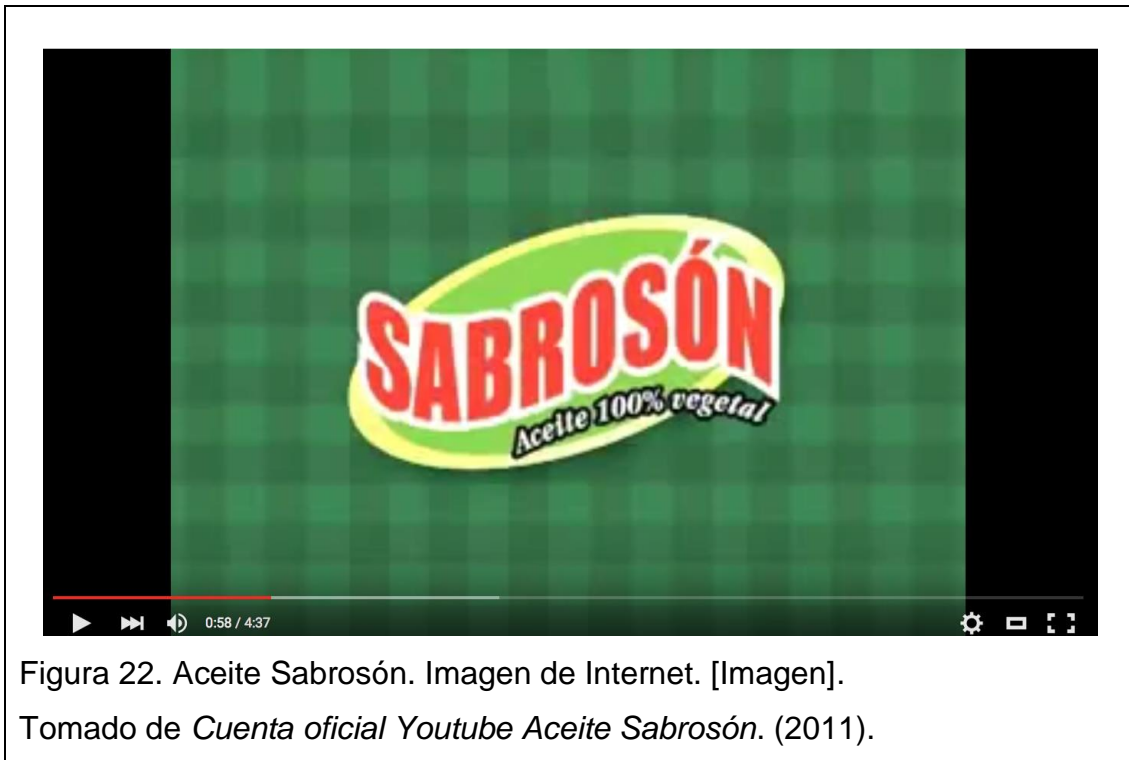 SABROSÓN
Aceite 100% vegetal
0:58 / 4:37
Figura 22. Aceite Sabrosón. Imagen de Internet. [Imagen].
Tomado de Cuenta oficial Youtube Aceite Sabrosón. (2011).